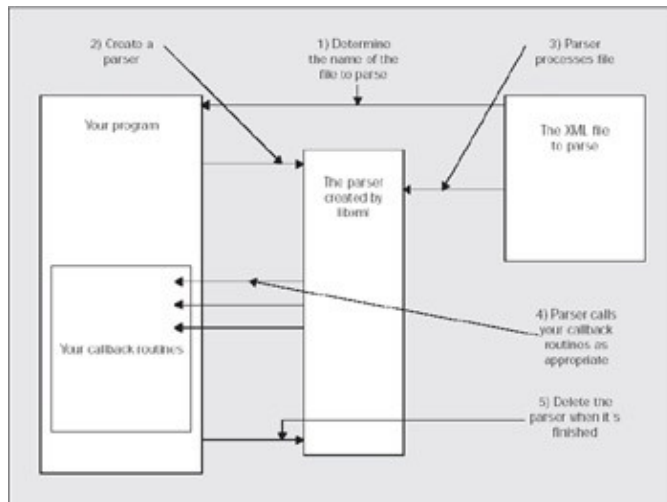 2) Create a
parser
1) Determine
the name of the
file to parse
3) Parser
processes file
Your program
The XML file
to parse
The parser
created by
libxml
Your callback routines
4) Parser calls
your callback
routines as
appropriate
5) Delete the
parser when it's
finished